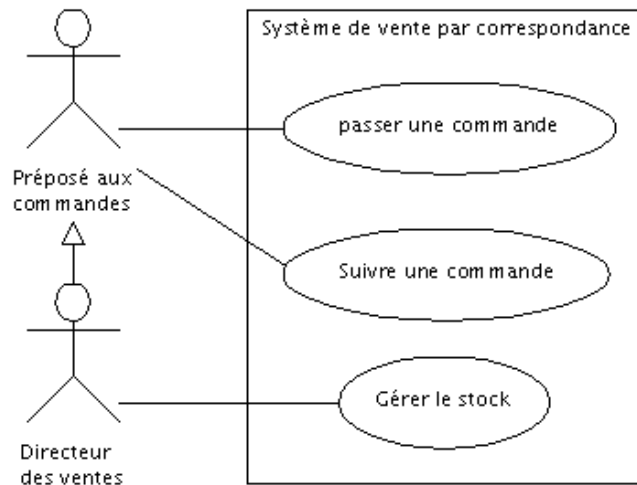 Système de vente par correspondance
passer une commande
Préposé aux
commandes
Suivre une commande
Gérer le stock
Directeur
des ventes